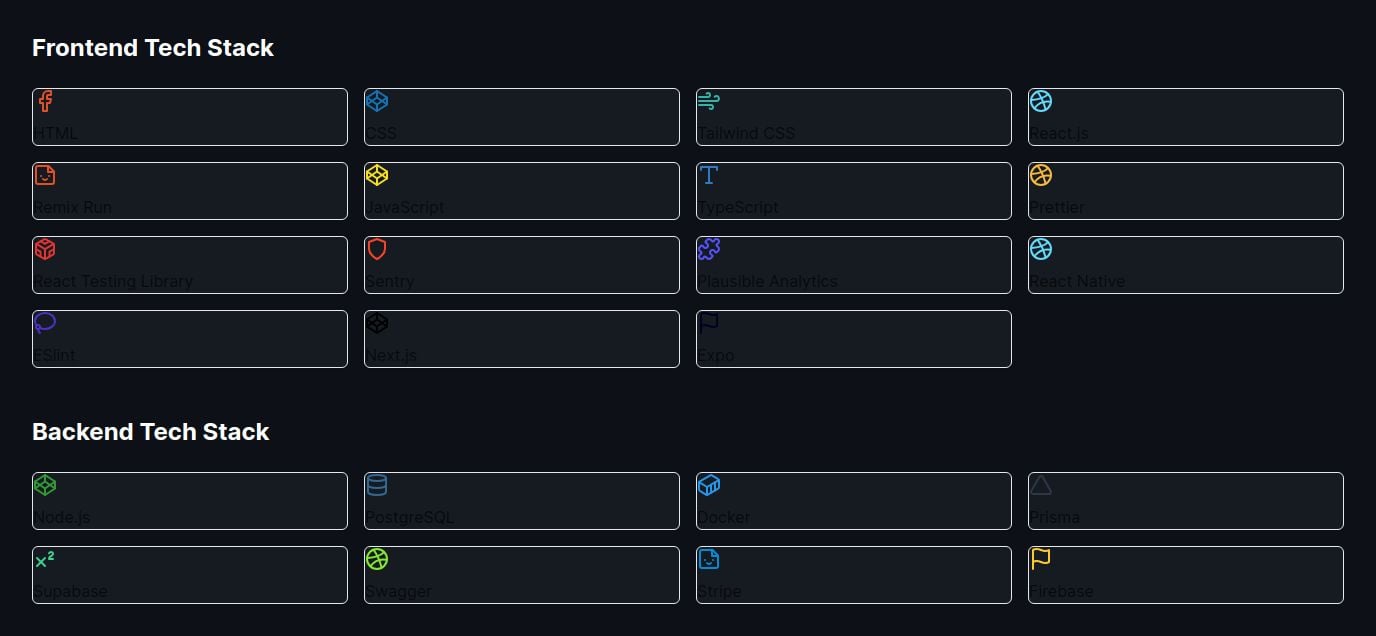 Frontend Tech Stack
HTML
CSS
Tailwind CSS
React.js
Remix Run
JavaScript
TypeScript
Prettier
React Testing Library
Sentry
Plausible Analytics
React Native
ESlint
Next.js
Expo
Backend Tech Stack
Node.js
PostgreSQL
Docker
Prisma
Supabase
Swagger
Stripe
Firebase